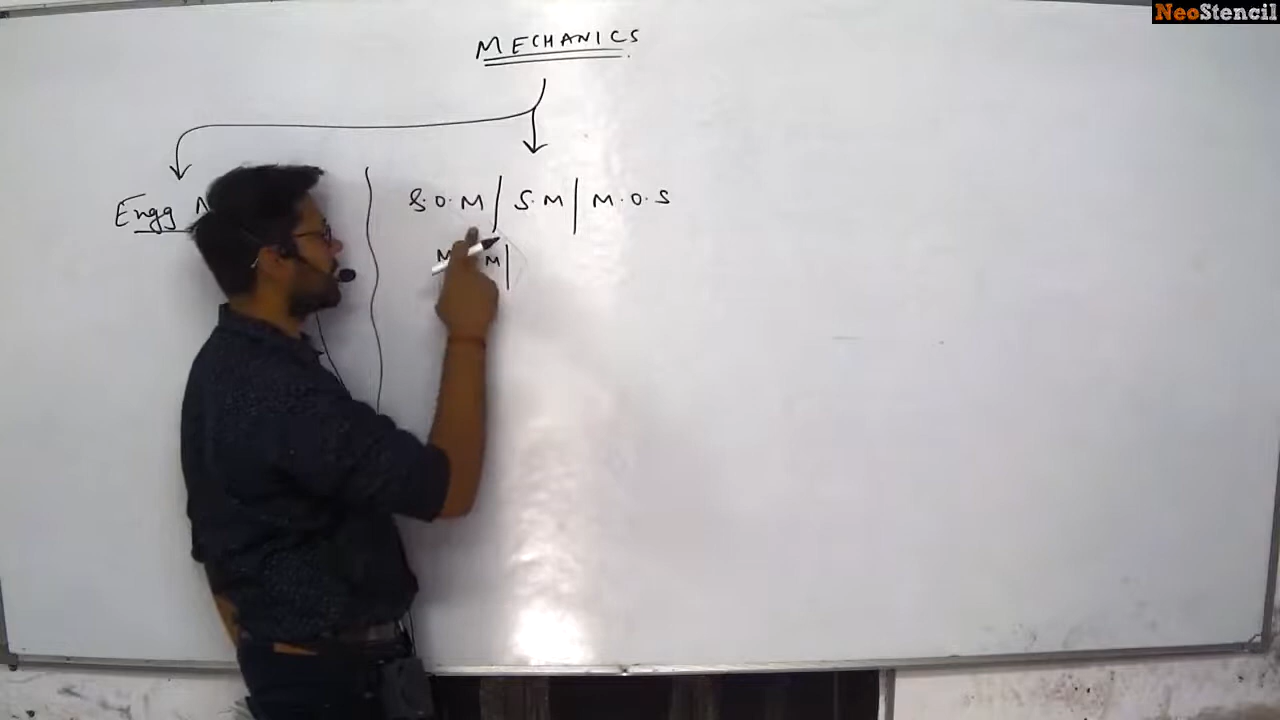 NeoStencil
MECHANICS
Engg
S.O.M | S.M | M.O.S
M M |